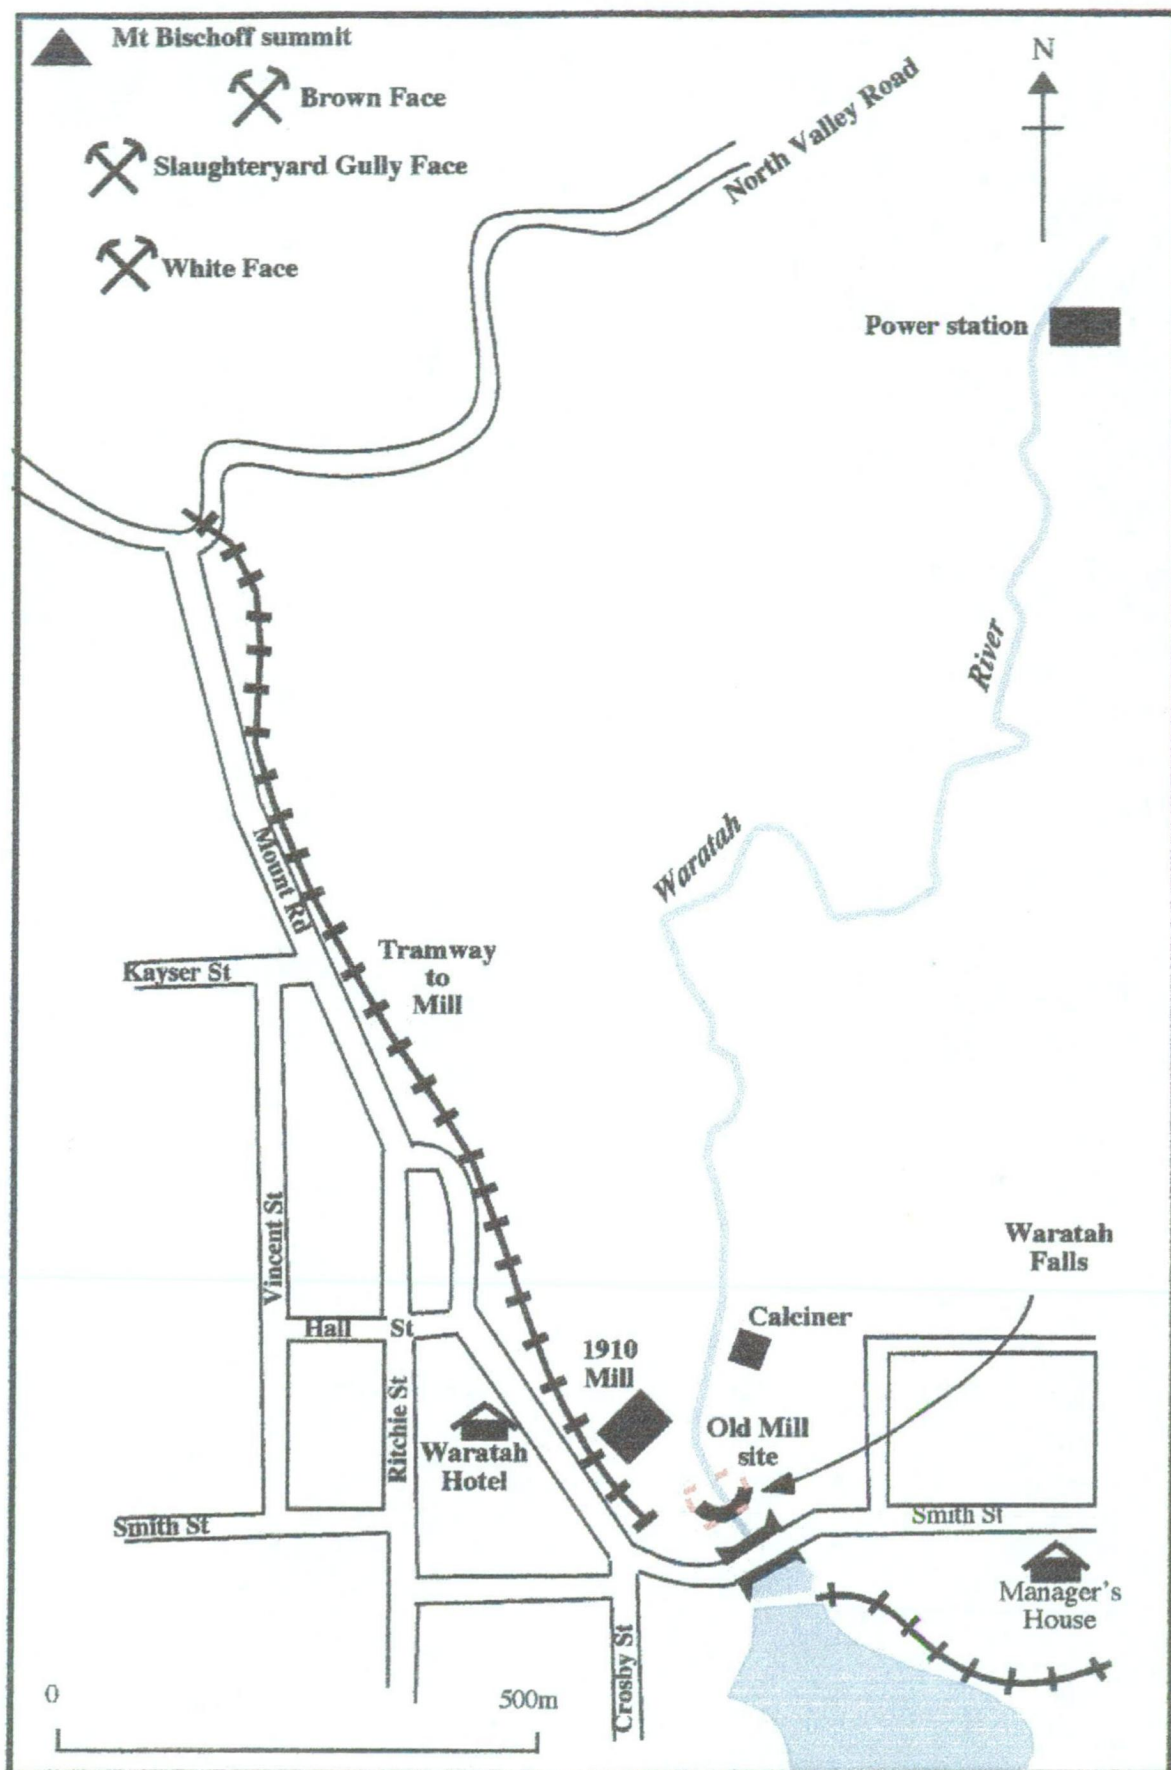 Mt Bischoff summit
Brown Face
Slaughteryard Gully Face
White Face
North Valley Road
N
Power station
River
Waratah
Mount Rd
Kayser St
Tramway
to
Mill
Vincent St
Waratah
Falls
Calciner
Hall St
1910
Mill
Ritchie St
Old Mill
site
Waratah
Hotel
Smith St
Smith St
Manager's
House
Crosby St
0
500m